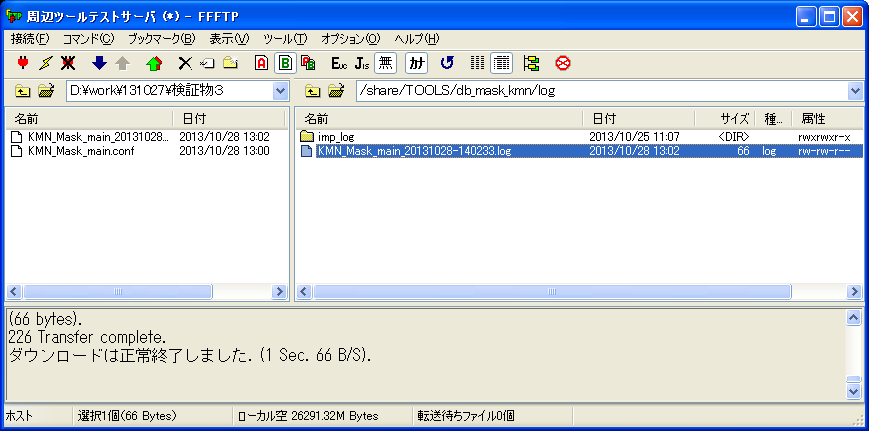 周辺ツールテストサーバ (*) - FFFTP
接続(F) コマンド(C) ブックマーク(B) 表示(V) ツール(T) オプション(O) ヘルプ(H)
A B A/B EUC JIS 無 カナ
D:¥work¥131027¥検証物3 /share/TOOLS/db_mask_kmn/log
名前 日付 名前 日付 サイズ 種... 属性
KMN_Mask_main_20131028... 2013/10/28 13:02 imp_log 2013/10/25 11:07 <DIR> rwxrwxr-x
KMN_Mask_main.conf 2013/10/28 13:00 KMN_Mask_main_20131028-140233.log 2013/10/28 13:02 66 log rw-rw-r--
(66 bytes).
226 Transfer complete.
ダウンロードは正常終了しました. (1 Sec. 66 B/S).
ホスト 選択1個(66 Bytes) ローカル空 26291.32M Bytes 転送待ちファイル0個